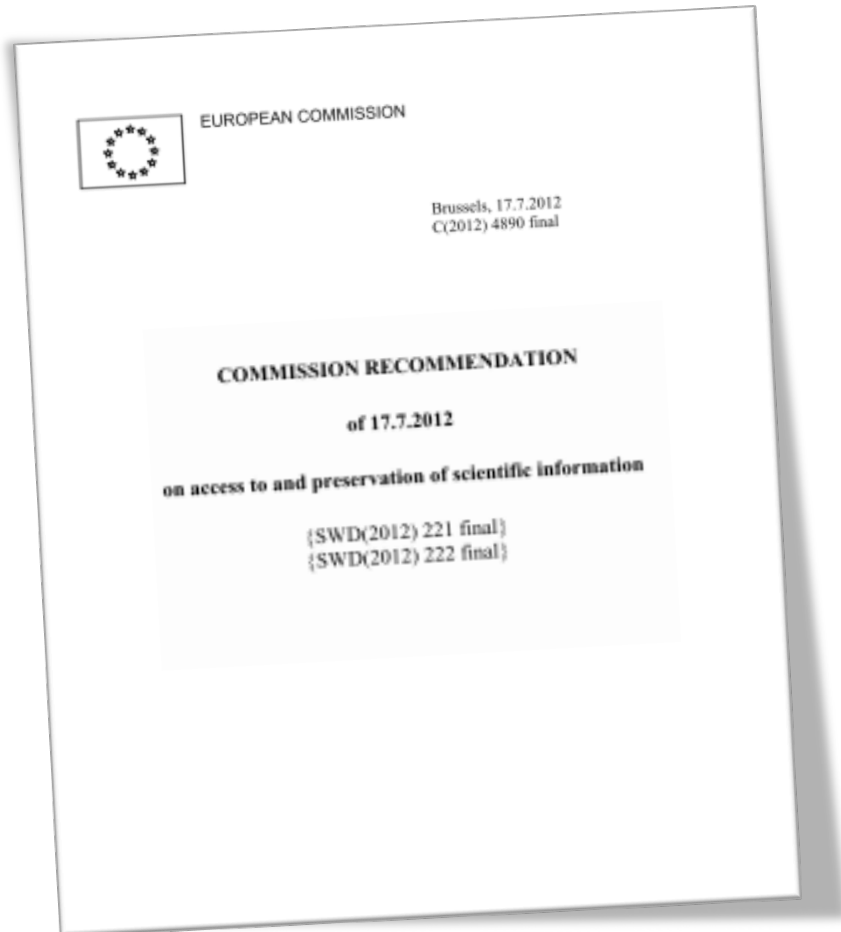 EUROPEAN COMMISSION
Brussels, 17.7.2012
C(2012) 4890 final
COMMISSION RECOMMENDATION
of 17.7.2012
on access to and preservation of scientific information
{SWD(2012) 221 final}
{SWD(2012) 222 final}